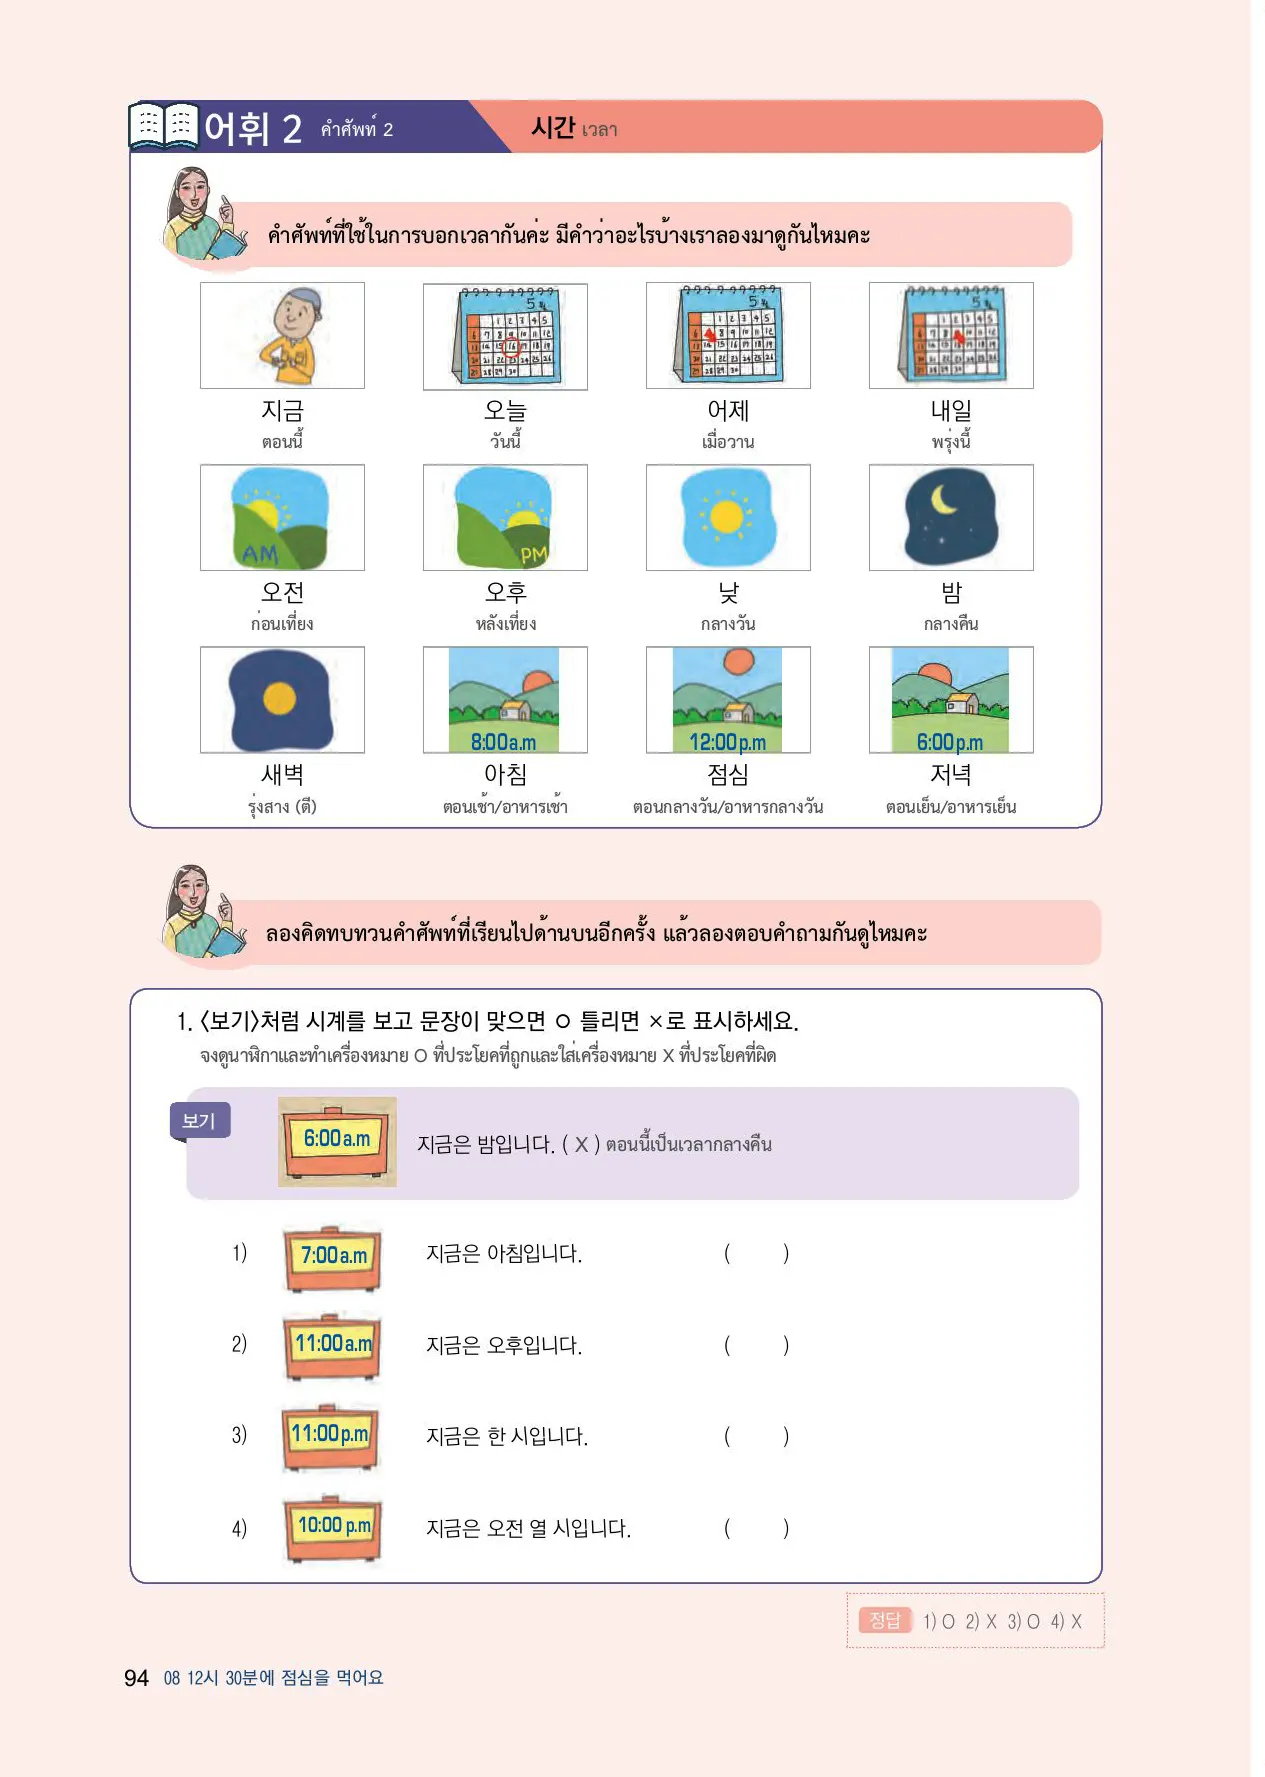 어휘 2 คำศัพท์ 2 시간 เวลา
คำศัพท์ที่ใช้ในการบอกเวลากันค่ะ มีคำว่าอะไรบ้างเราลองมาดูกันไหมคะ
지금 오늘 어제 내일
ตอนนี้ วันนี้ เมื่อวาน พรุ่งนี้
AM PM
오전 오후 낮 밤
ก่อนเที่ยง หลังเที่ยง กลางวัน กลางคืน
8:00a.m 12:00p.m 6:00p.m
새벽 아침 점심 저녁
รุ่งสาง (ตี) ตอนเช้า/อาหารเช้า ตอนกลางวัน/อาหารกลางวัน ตอนเย็น/อาหารเย็น
ลองคิดทบทวนคำศัพท์ที่เรียนไปด้านบนอีกครั้ง แล้วลองตอบคำถามกันดูไหมคะ
1. <보기>처럼 시계를 보고 문장이 맞으면 ○ 틀리면 ×로 표시하세요.
จงดูนาฬิกาและทำเครื่องหมาย O ที่ประโยคที่ถูกและใส่เครื่องหมาย X ที่ประโยคที่ผิด
보기 6:00a.m 지금은 밤입니다. ( X ) ตอนนี้เป็นเวลากลางคืน
1) 7:00a.m 지금은 아침입니다. ( )
2) 11:00a.m 지금은 오후입니다. ( )
3) 11:00p.m 지금은 한 시입니다. ( )
4) 10:00 p.m 지금은 오전 열 시입니다. ( )
정답 1) O 2) X 3) O 4) X
94 08 12시 30분에 점심을 먹어요